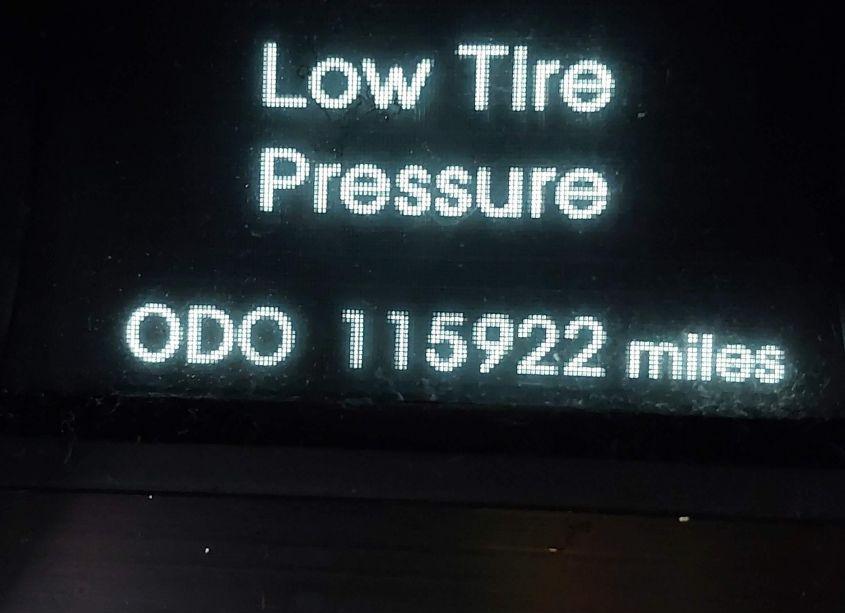 Low Tire
Pressure
ODO 115922 miles